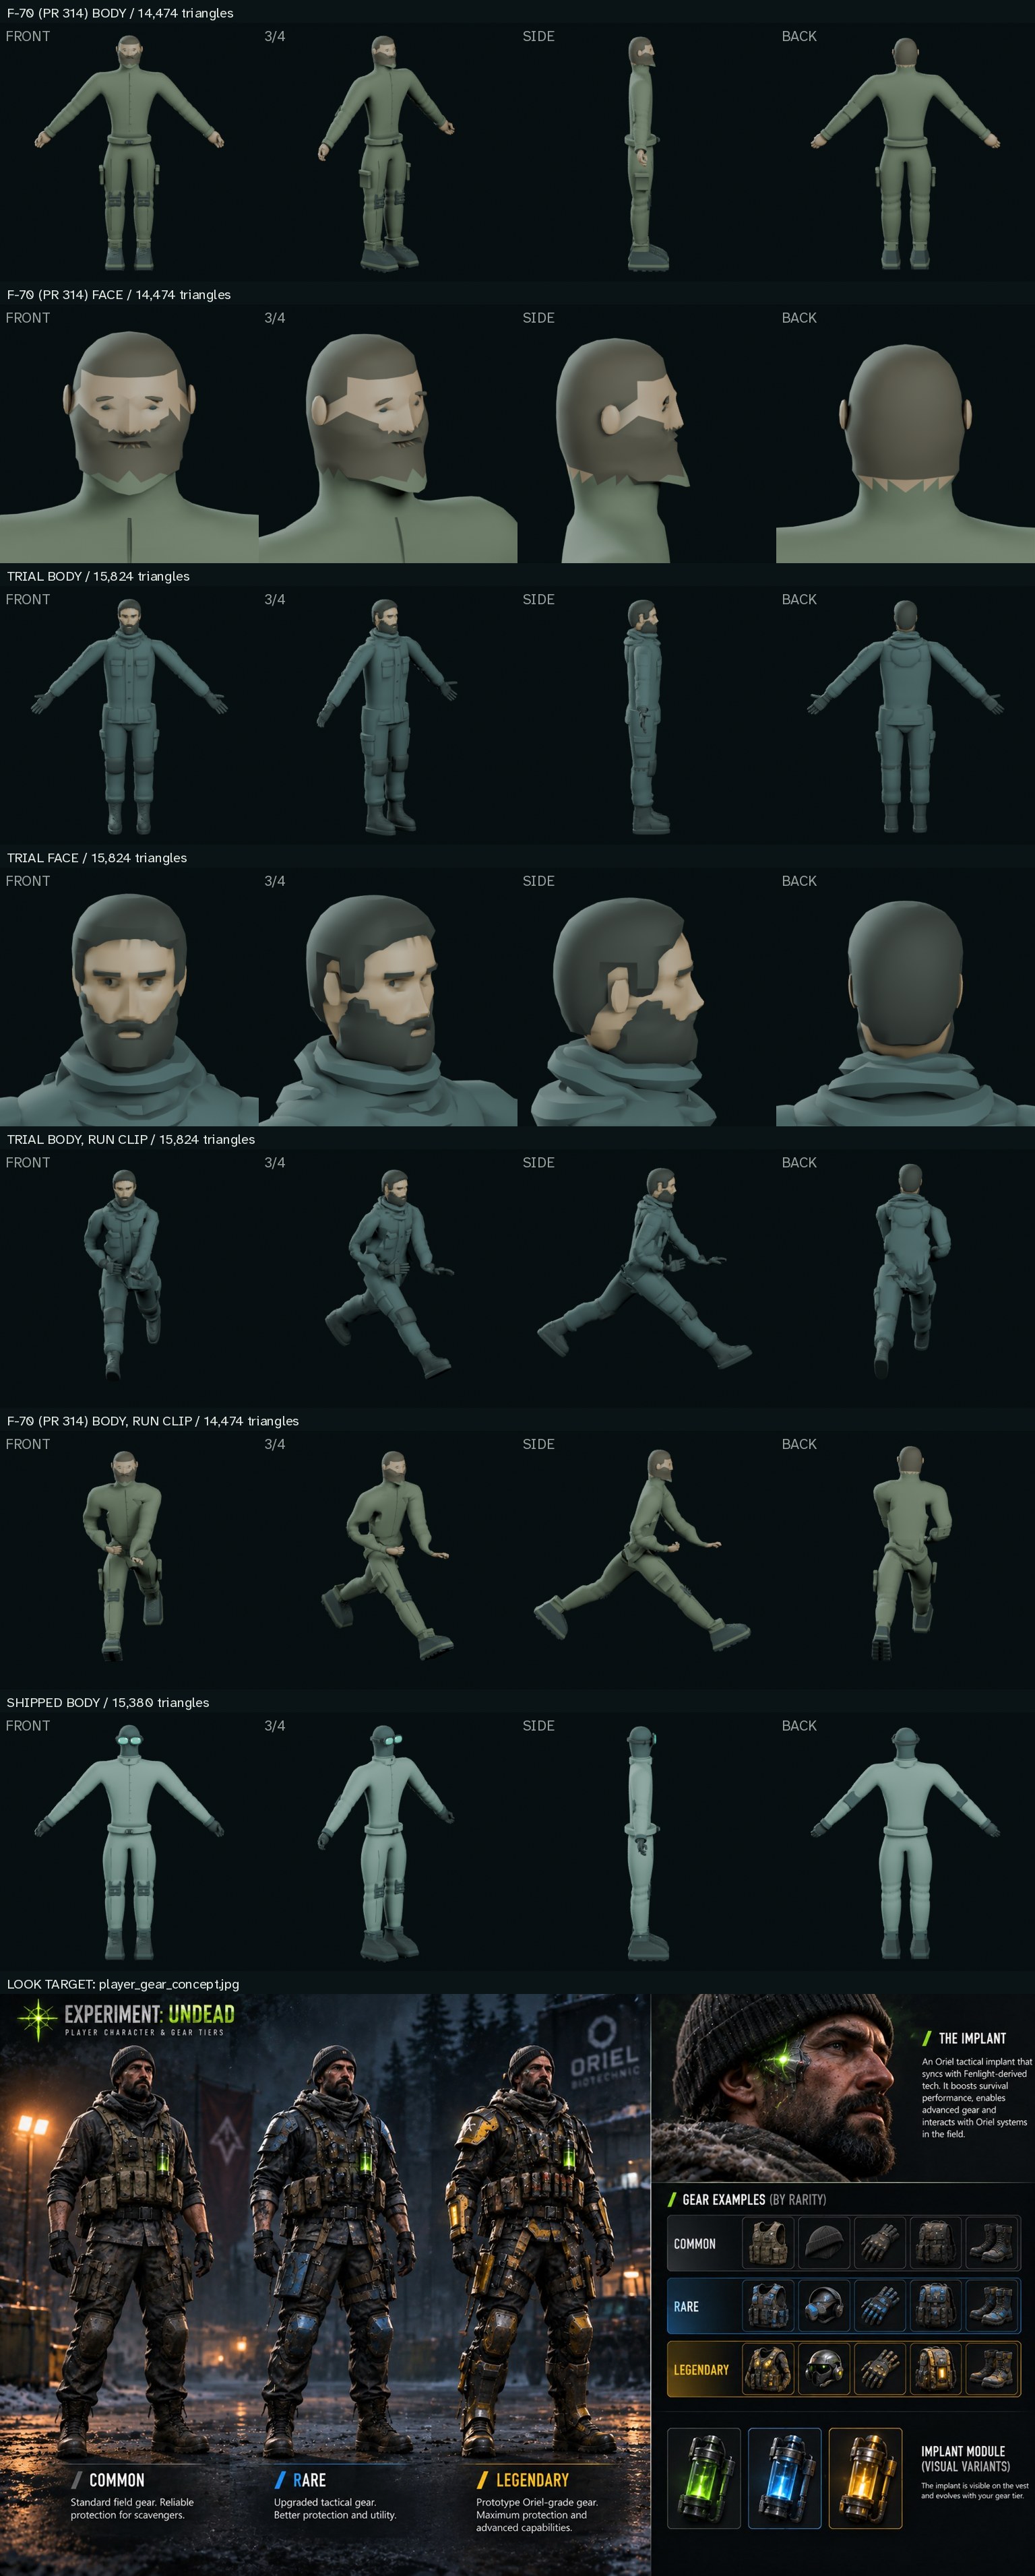 F-70 (PR 314) BODY / 14,474 triangles
FRONT
3/4
SIDE
BACK
F-70 (PR 314) FACE / 14,474 triangles
FRONT
3/4
SIDE
BACK
TRIAL BODY / 15,824 triangles
FRONT
3/4
SIDE
BACK
TRIAL FACE / 15,824 triangles
FRONT
3/4
SIDE
BACK
TRIAL BODY, RUN CLIP / 15,824 triangles
FRONT
3/4
SIDE
BACK
F-70 (PR 314) BODY, RUN CLIP / 14,474 triangles
FRONT
3/4
SIDE
BACK
SHIPPED BODY / 15,380 triangles
FRONT
3/4
SIDE
BACK
LOOK TARGET: player_gear_concept.jpg
EXPERIMENT: UNDEAD
PLAYER CHARACTER & GEAR TIERS
ORIEL
COMMON
Standard field gear. Reliable
protection for scavengers.
RARE
Upgraded tactical gear.
Better protection and utility.
LEGENDARY
Prototype Oriel-grade gear.
Maximum protection and
advanced capabilities.
THE IMPLANT
An Oriel tactical implant that
syncs with Fenlight-derived
tech. It boosts survival
performance, enables
advanced gear and
interacts with Oriel systems
in the field.
GEAR EXAMPLES (BY RARITY)
COMMON
RARE
LEGENDARY
IMPLANT MODULE
(VISUAL VARIANTS)
The implant is visible on the vest
and evolves with your gear tier.